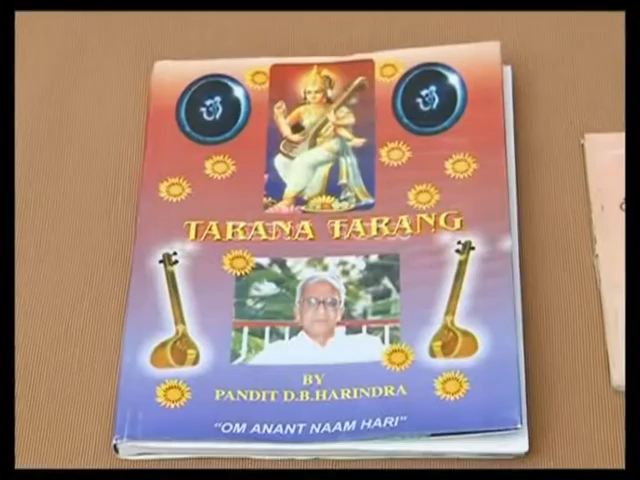 ॐ
ॐ
TARANA TARANG
BY
PANDIT D.B.HARINDRA
"OM ANANT NAAM HARI"